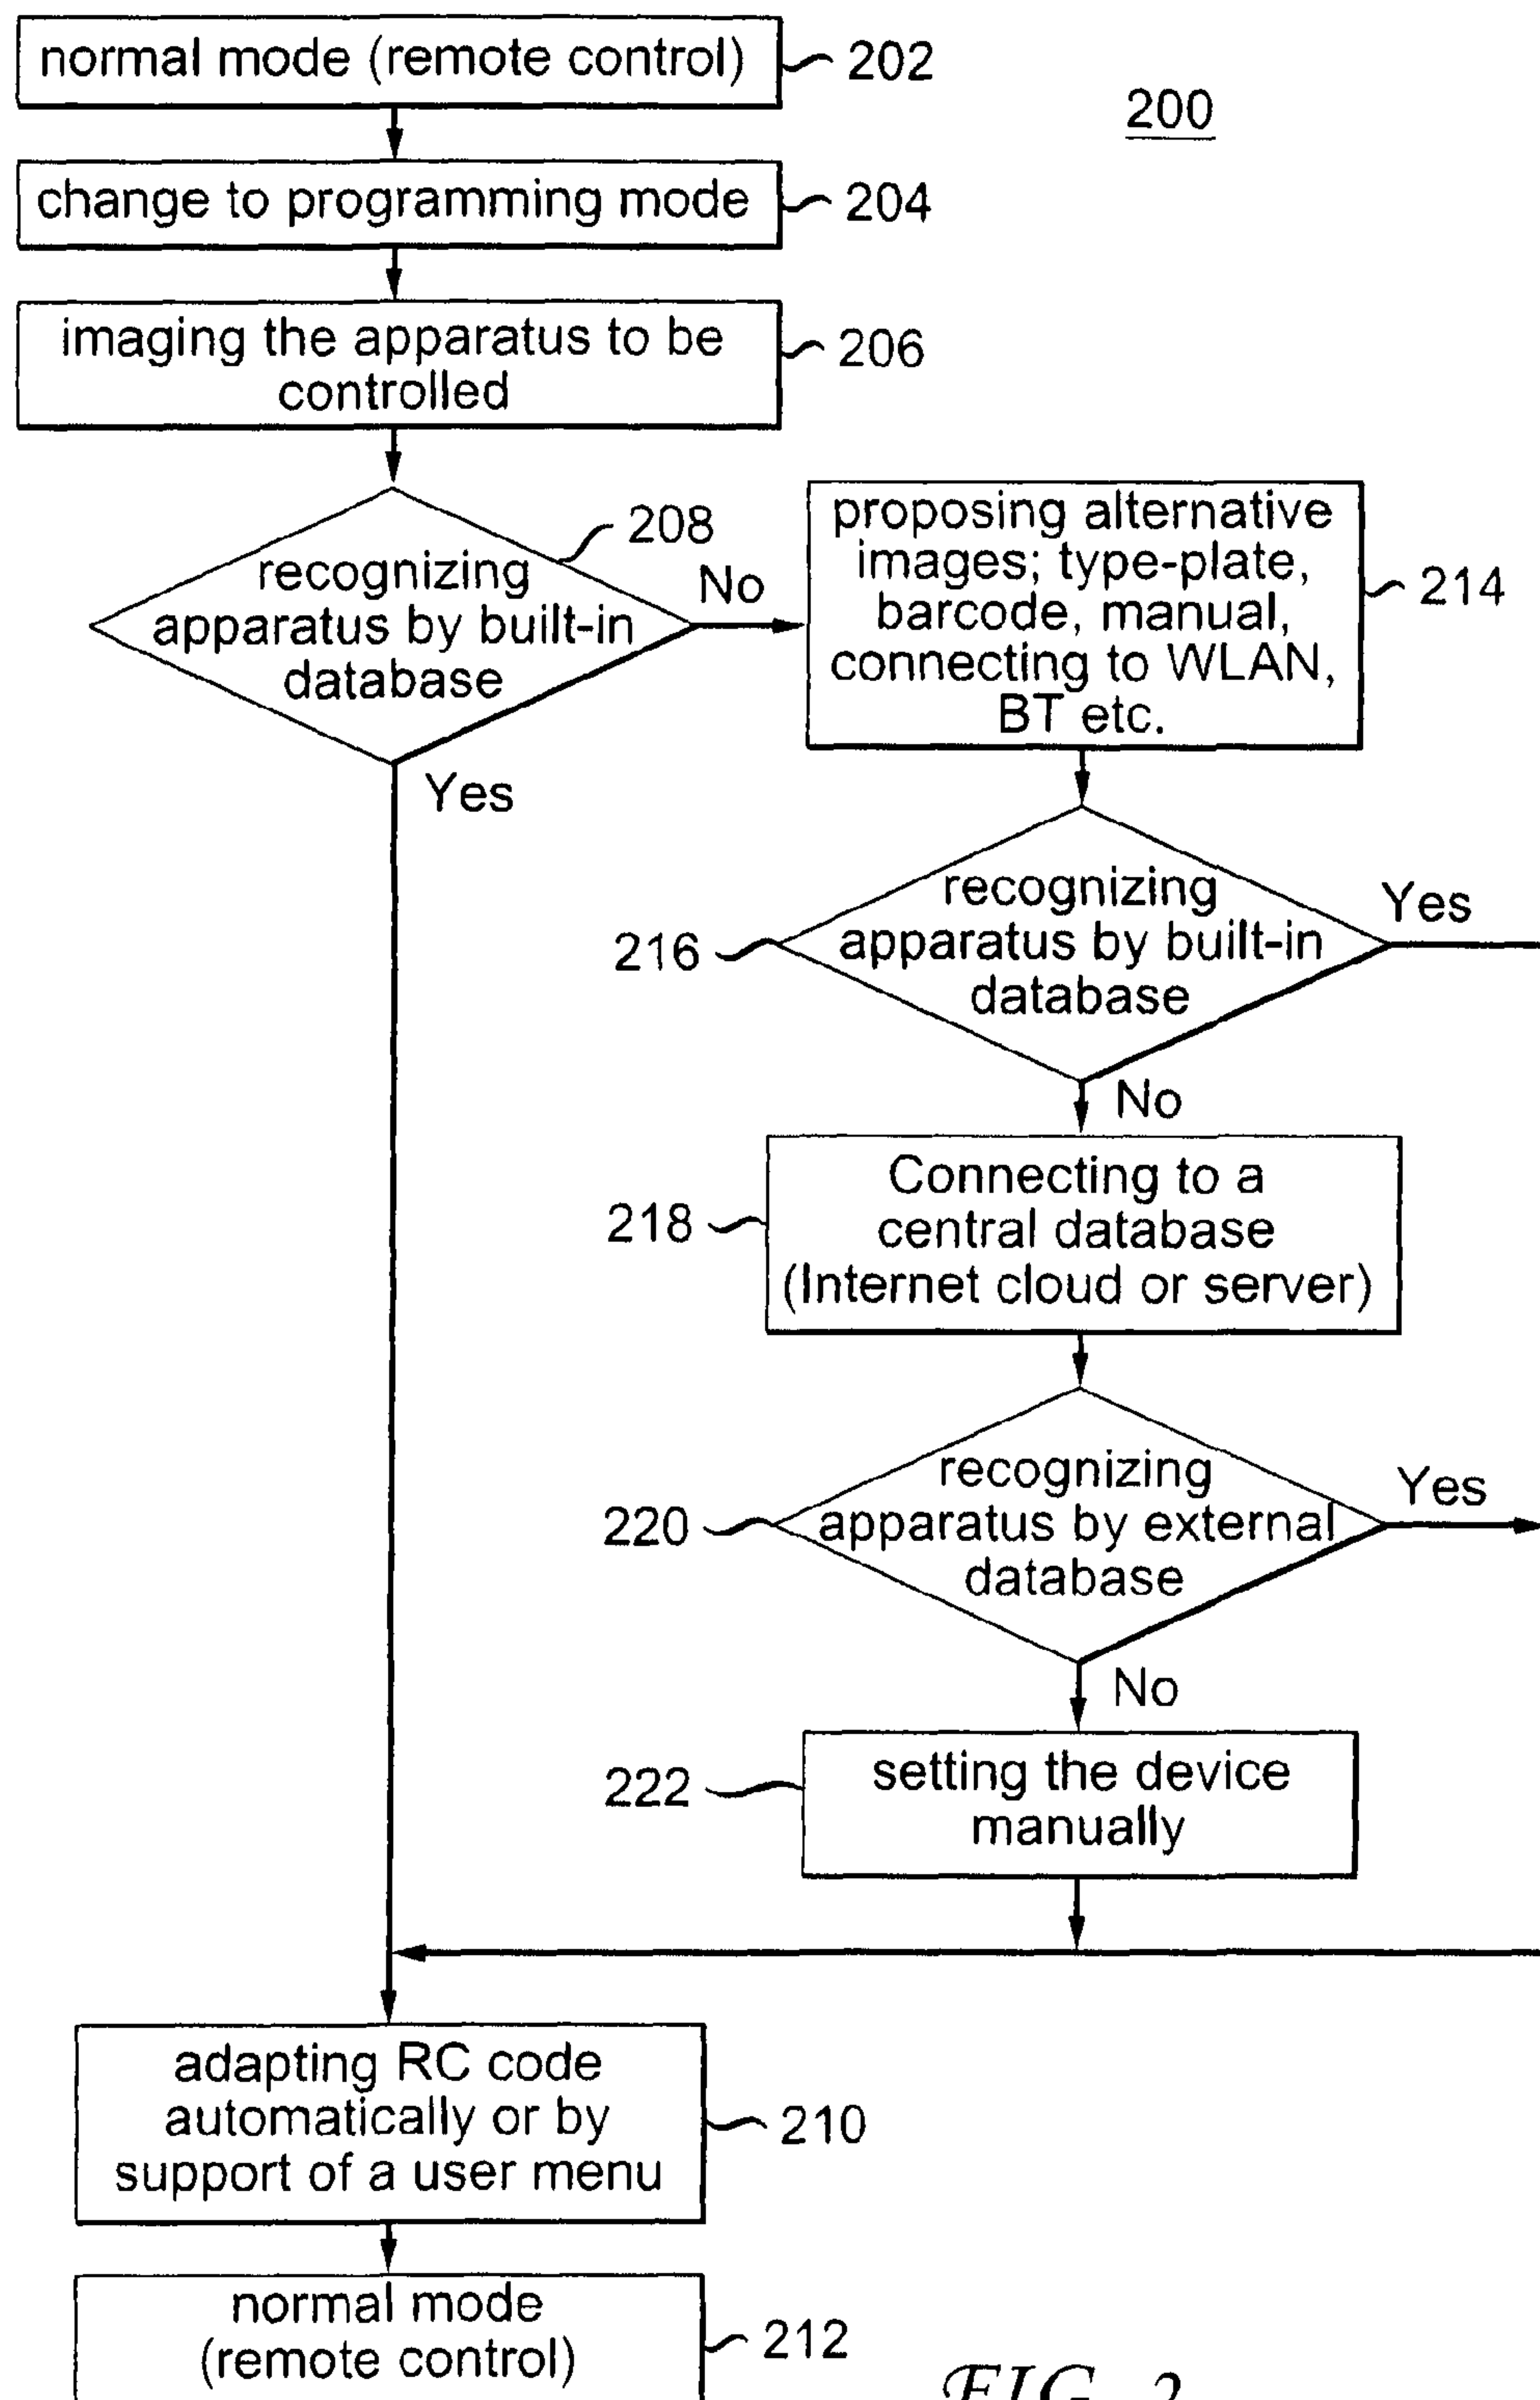 normal mode (remote control)
202
200
change to programming mode
204
imaging the apparatus to be
controlled
206
208
recognizing
apparatus by built-in
database
No
Yes
proposing alternative
images; type-plate,
barcode, manual,
connecting to WLAN,
BT etc.
214
216
recognizing
apparatus by built-in
database
Yes
No
218
Connecting to a
central database
(Internet cloud or server)
220
recognizing
apparatus by external
database
Yes
No
222
setting the device
manually
adapting RC code
automatically or by
support of a user menu
210
normal mode
(remote control)
212
FIG. 2